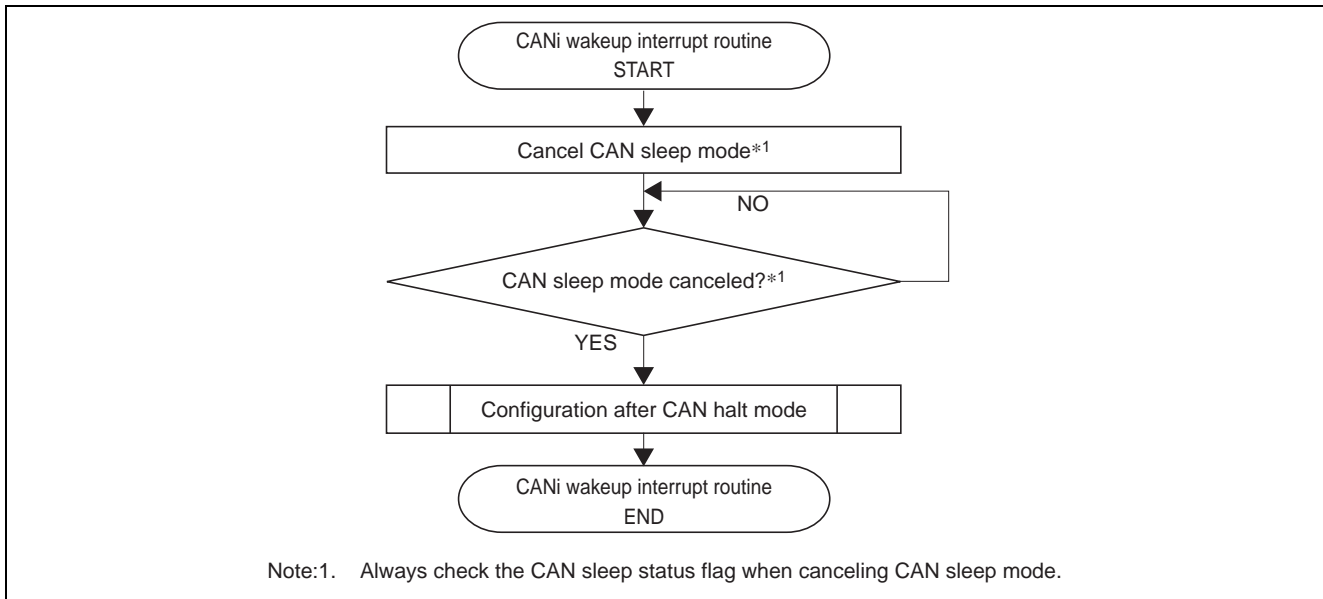 CANi wakeup interrupt routine
START
Cancel CAN sleep mode*1
NO
CAN sleep mode canceled?*1
YES
Configuration after CAN halt mode
CANi wakeup interrupt routine
END
Note:1. Always check the CAN sleep status flag when canceling CAN sleep mode.